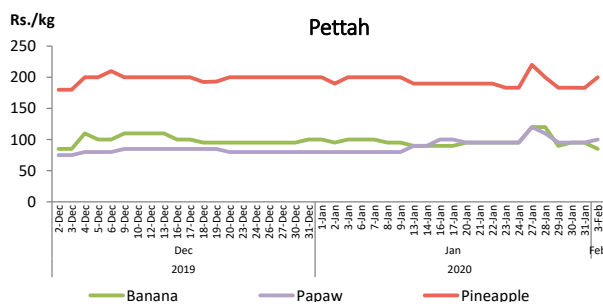 Rs./kg
Pettah
250
200
150
100
50
0
2-Dec
3-Dec
4-Dec
5-Dec
6-Dec
9-Dec
10-Dec
12-Dec
13-Dec
16-Dec
17-Dec
18-Dec
19-Dec
20-Dec
23-Dec
24-Dec
26-Dec
27-Dec
30-Dec
31-Dec
1-Jan
2-Jan
3-Jan
6-Jan
7-Jan
8-Jan
9-Jan
13-Jan
14-Jan
16-Jan
17-Jan
20-Jan
21-Jan
22-Jan
23-Jan
24-Jan
27-Jan
28-Jan
29-Jan
30-Jan
31-Jan
3-Feb
Dec Jan Feb
2019 2020
Banana Papaw Pineapple